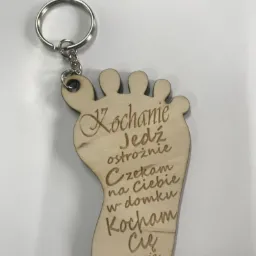 Kochanie
Jedź
ostrożnie
Czekam
na Ciebie
w domku
Kocham
Cię